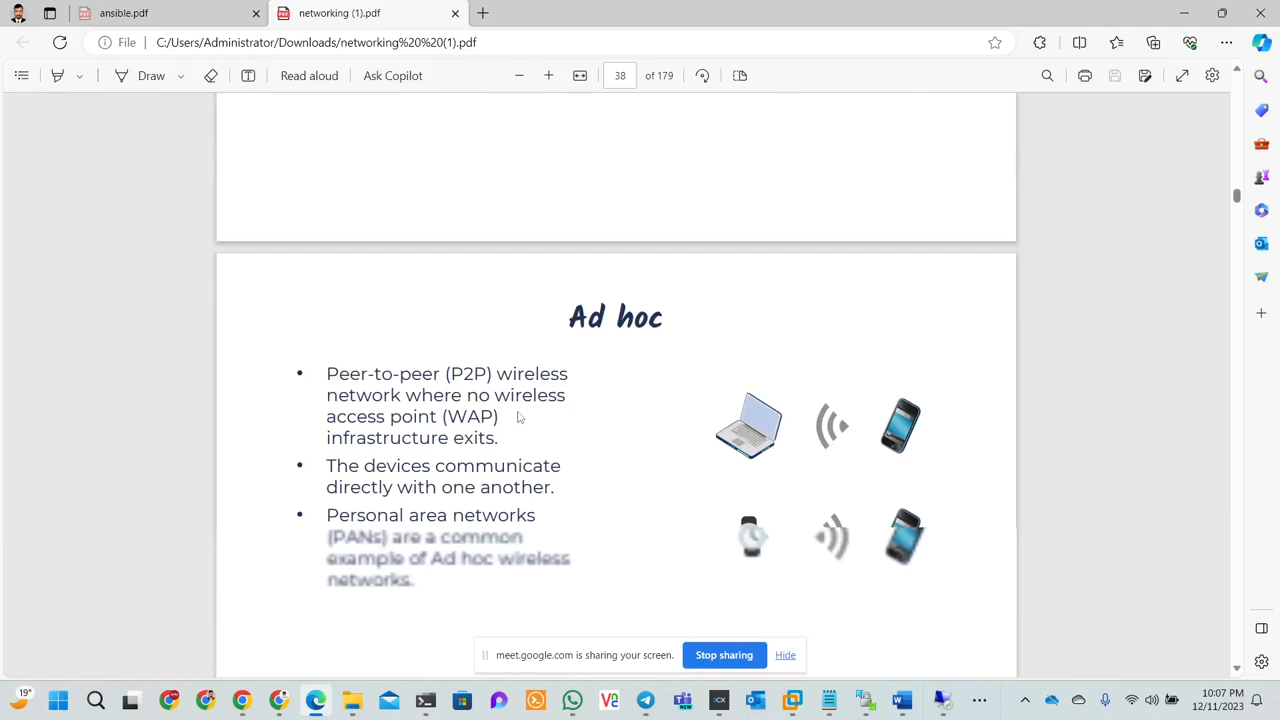 ansible.pdf
networking (1).pdf
File
C:/Users/Administrator/Downloads/networking%20%20(1).pdf
Draw
Read aloud
Ask Copilot
38
of 179
Ad hoc
• Peer-to-peer (P2P) wireless
network where no wireless
access point (WAP)
infrastructure exits.
• The devices communicate
directly with one another.
• Personal area networks
(PANs) are a common
example of Ad hoc wireless
networks.
meet.google.com is sharing your screen.
Stop sharing
Hide
19°
10:07 PM
12/11/2023